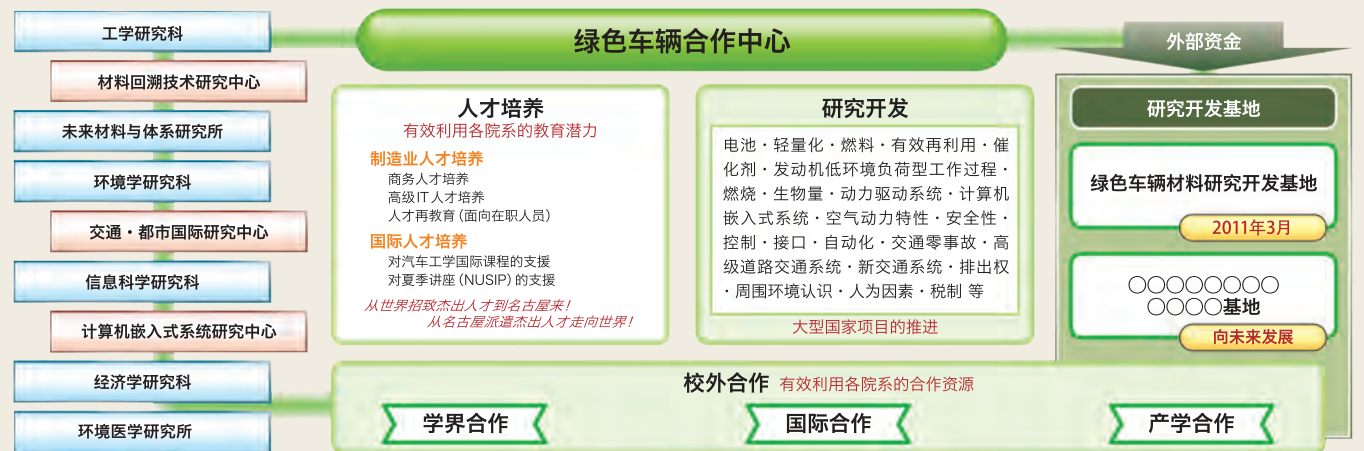 工学研究科
材料回溯技术研究中心
未来材料与体系研究所
环境学研究科
交通・都市国际研究中心
信息科学研究科
计算机嵌入式系统研究中心
经济学研究科
环境医学研究所
绿色车辆合作中心
人才培养
有效利用各院系的教育潜力
制造业人才培养
商务人才培养
高级IT人才培养
人才再教育（面向在职人员）
国际人才培养
对汽车工学国际课程的支援
对夏季讲座（NUSIP）的支援
从世界招致杰出人才到名古屋来！
从名古屋派遣杰出人才走向世界！
研究开发
电池・轻量化・燃料・有效再利用・催
化剂・发动机低环境负荷型工作过程・
燃烧・生物量・动力驱动系统・计算机
嵌入式系统・空气动力特性・安全性・
控制・接口・自动化・交通零事故・高
级道路交通系统・新交通系统・排出权
・周围环境认识・人为因素・税制 等
大型国家项目的推进
外部资金
研究开发基地
绿色车辆材料研究开发基地
2011年3月
○○○○○○○○
○○○○基地
向未来发展
校外合作 有效利用各院系的合作资源
学界合作
国际合作
产学合作